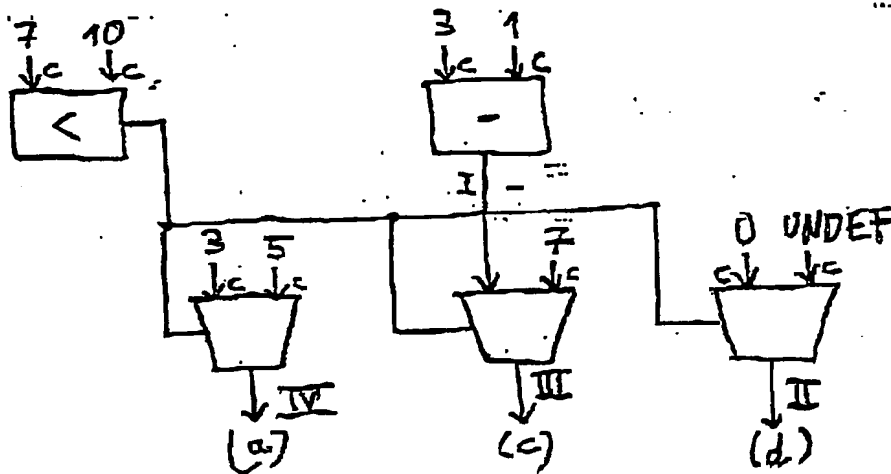 7 10 3 1
c c c c
< -
I -
3 5 7 0 UNDEF
c c c c c
IV III II
(a) (c) (d)